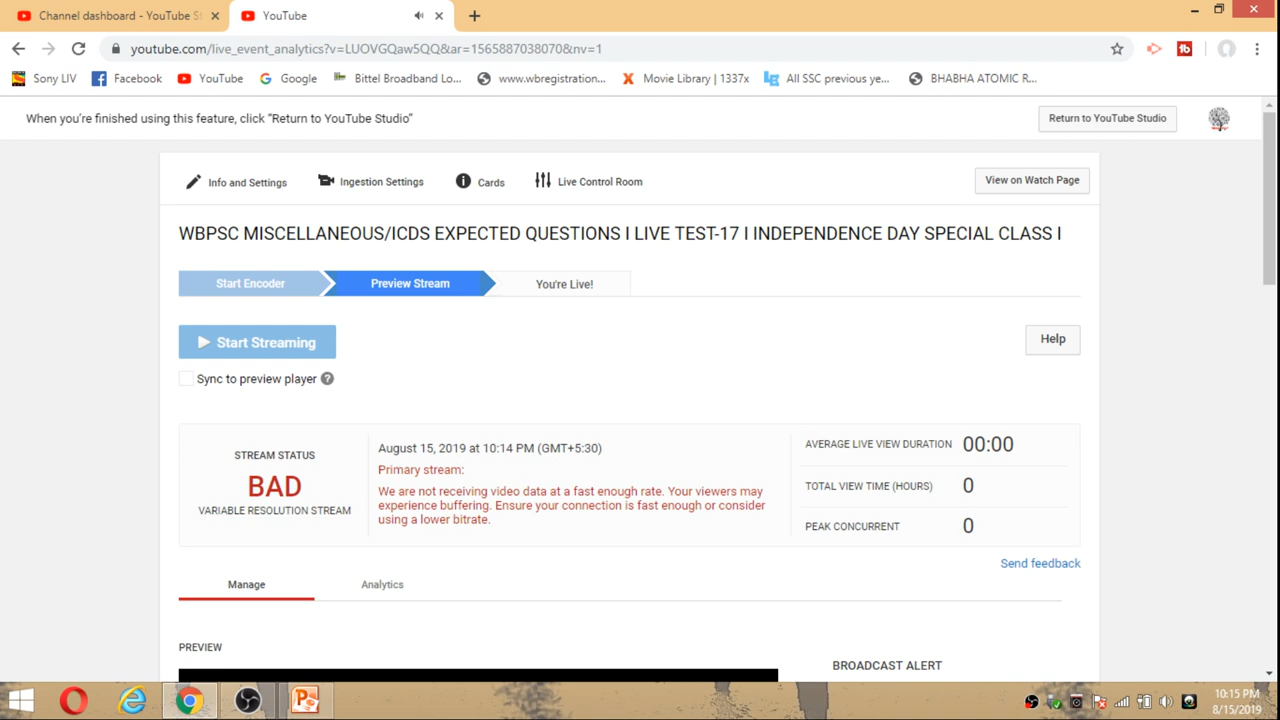 Channel dashboard - YouTube S
YouTube
youtube.com/live_event_analytics?v=LUOVGQaw5QQ&ar=1565887038070&nv=1
Sony LIV
Facebook
YouTube
Google
Bittel Broadband Lo...
www.wbregistration...
Movie Library | 1337x
All SSC previous ye...
BHABHA ATOMIC R...
When you're finished using this feature, click "Return to YouTube Studio"
Return to YouTube Studio
Info and Settings
Ingestion Settings
Cards
Live Control Room
View on Watch Page
WBPSC MISCELLANEOUS/ICDS EXPECTED QUESTIONS I LIVE TEST-17 I INDEPENDENCE DAY SPECIAL CLASS I
Start Encoder
Preview Stream
You're Live!
Start Streaming
Help
Sync to preview player ?
STREAM STATUS
BAD
VARIABLE RESOLUTION STREAM
August 15, 2019 at 10:14 PM (GMT+5:30)
Primary stream:
We are not receiving video data at a fast enough rate. Your viewers may
experience buffering. Ensure your connection is fast enough or consider
using a lower bitrate.
AVERAGE LIVE VIEW DURATION 00:00
TOTAL VIEW TIME (HOURS) 0
PEAK CONCURRENT 0
Send feedback
Manage
Analytics
PREVIEW
BROADCAST ALERT
10:15 PM
8/15/2019